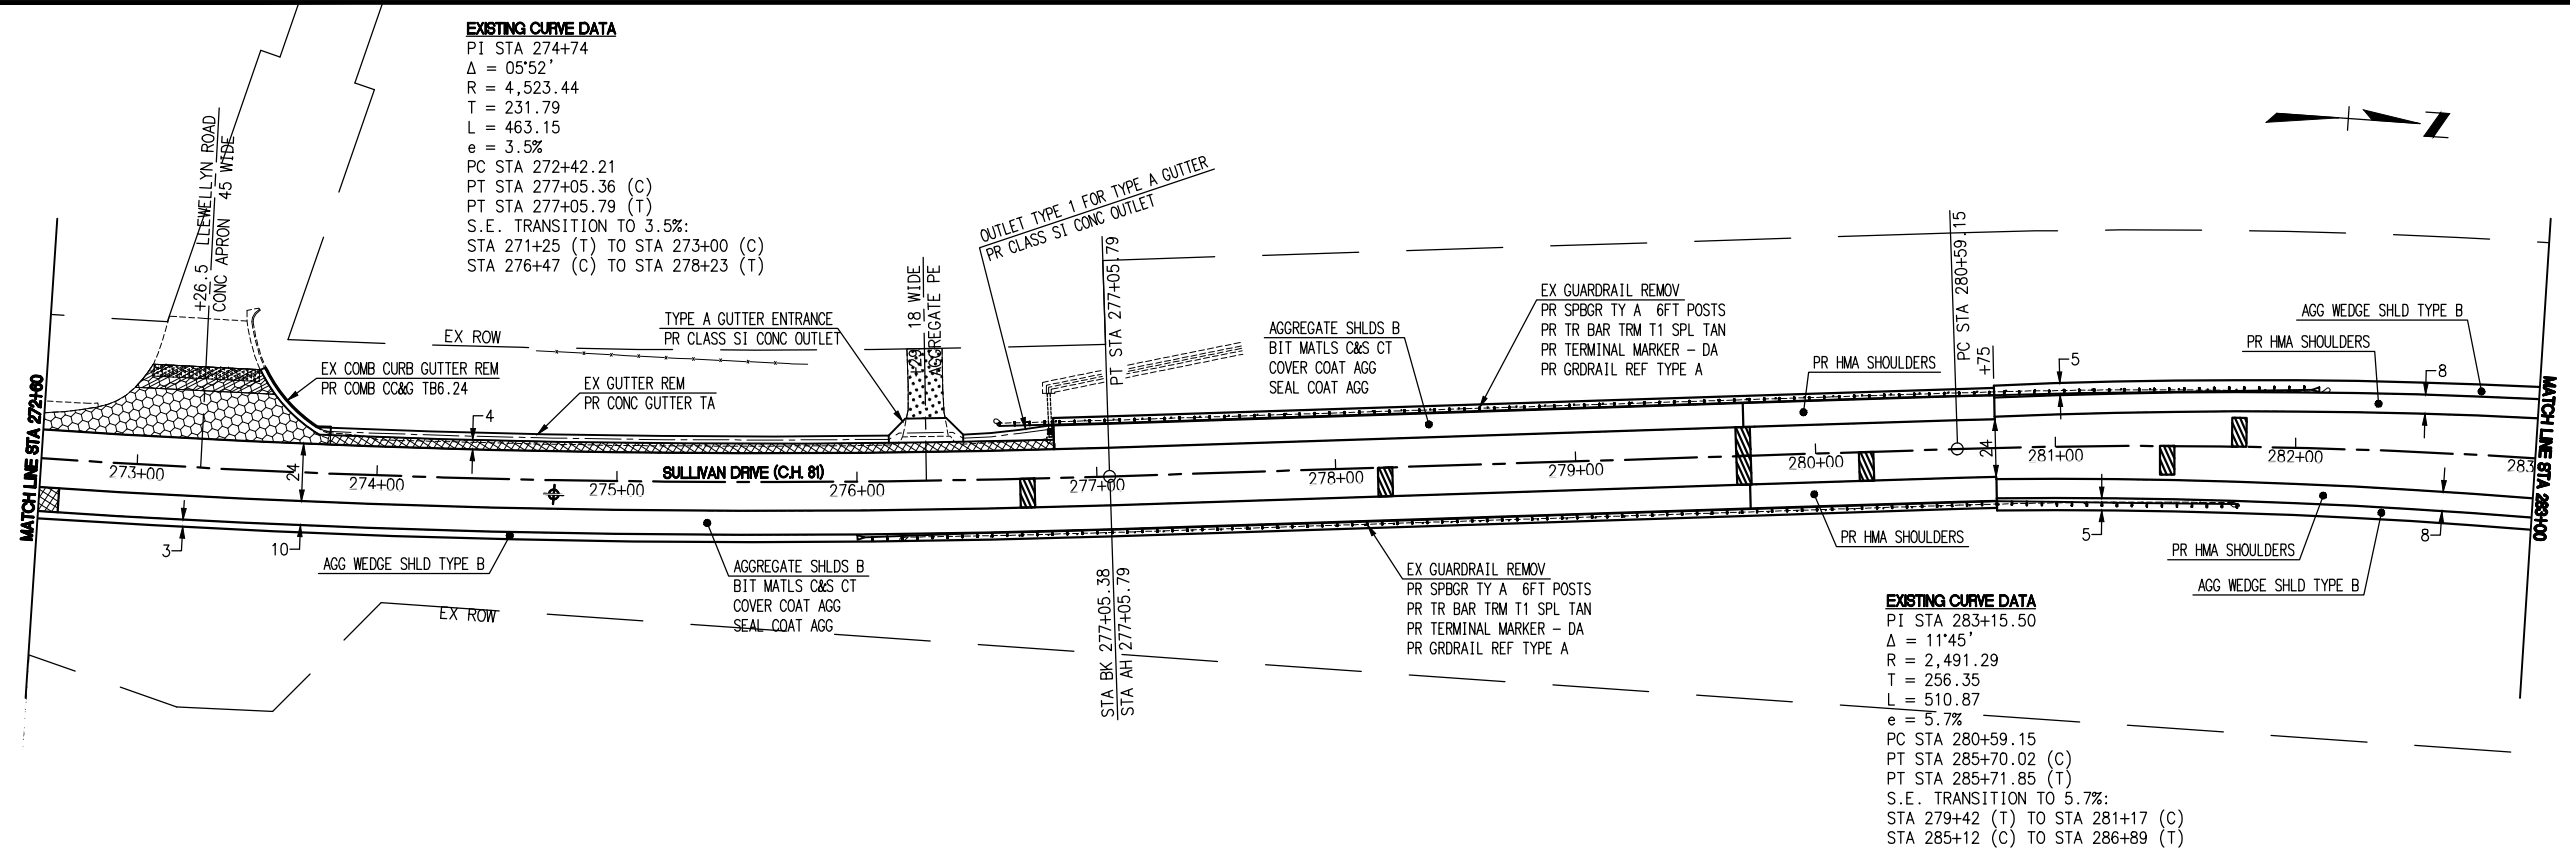 EXISTING CURVE DATA
PI STA 274+74
Δ = 05°52'
R = 4,523.44
T = 231.79
L = 463.15
e = 3.5%
PC STA 272+42.21
PT STA 277+05.36 (C)
PT STA 277+05.79 (T)
S.E. TRANSITION TO 3.5%:
STA 271+25 (T) TO STA 273+00 (C)
STA 276+47 (C) TO STA 278+23 (T)
+26.5 LLEWELLYN ROAD
CONC APRON 45 WIDE
OUTLET TYPE 1 FOR TYPE A GUTTER
PR CLASS SI CONC OUTLET
Z
PT STA 277+05.79
PC STA 280+59.15
+75
EX ROW
TYPE A GUTTER ENTRANCE
PR CLASS SI CONC OUTLET
+29 18 WIDE
AGGREGATE PE
EX COMB CURB GUTTER REM
PR COMB CC&G TB6.24
EX GUTTER REM
PR CONC GUTTER TA
AGGREGATE SHLDS B
BIT MATLS C&S CT
COVER COAT AGG
SEAL COAT AGG
EX GUARDRAIL REMOV
PR SPBGR TY A 6FT POSTS
PR TR BAR TRM T1 SPL TAN
PR TERMINAL MARKER - DA
PR GRDRAIL REF TYPE A
PR HMA SHOULDERS
5
AGG WEDGE SHLD TYPE B
PR HMA SHOULDERS
8
MATCH LINE STA 272+60
4
24
273+00
274+00
275+00
SULLIVAN DRIVE (C.H. 81)
276+00
277+00
278+00
279+00
280+00
24
281+00
282+00
283
MATCH LINE STA 283+00
3
10
AGG WEDGE SHLD TYPE B
AGGREGATE SHLDS B
BIT MATLS C&S CT
COVER COAT AGG
SEAL COAT AGG
EX ROW
STA BK 277+05.38
STA AH 277+05.79
EX GUARDRAIL REMOV
PR SPBGR TY A 6FT POSTS
PR TR BAR TRM T1 SPL TAN
PR TERMINAL MARKER - DA
PR GRDRAIL REF TYPE A
PR HMA SHOULDERS
5
PR HMA SHOULDERS
8
AGG WEDGE SHLD TYPE B
EXISTING CURVE DATA
PI STA 283+15.50
Δ = 11°45'
R = 2,491.29
T = 256.35
L = 510.87
e = 5.7%
PC STA 280+59.15
PT STA 285+70.02 (C)
PT STA 285+71.85 (T)
S.E. TRANSITION TO 5.7%:
STA 279+42 (T) TO STA 281+17 (C)
STA 285+12 (C) TO STA 286+89 (T)